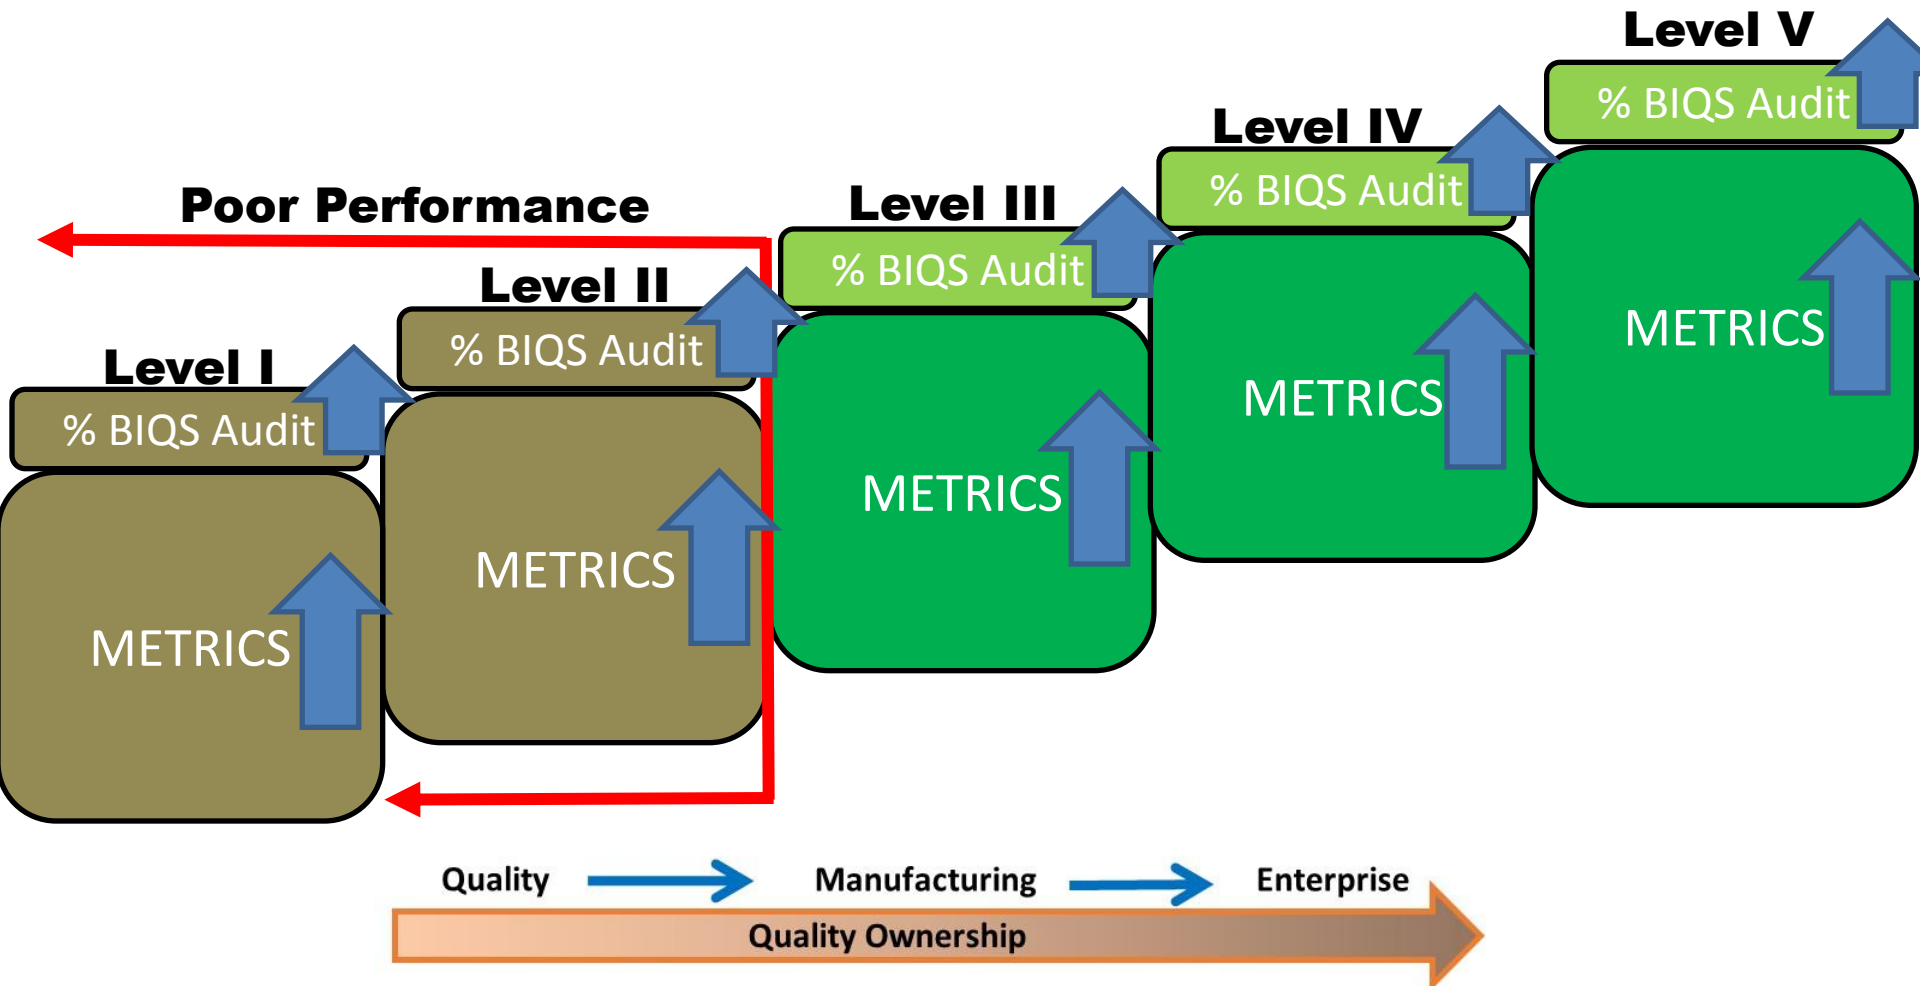 Level V
% BIQS Audit
METRICS
Level IV
% BIQS Audit
METRICS
Poor Performance
Level III
% BIQS Audit
METRICS
Level II
% BIQS Audit
METRICS
Level I
% BIQS Audit
METRICS
Quality
Manufacturing
Enterprise
Quality Ownership